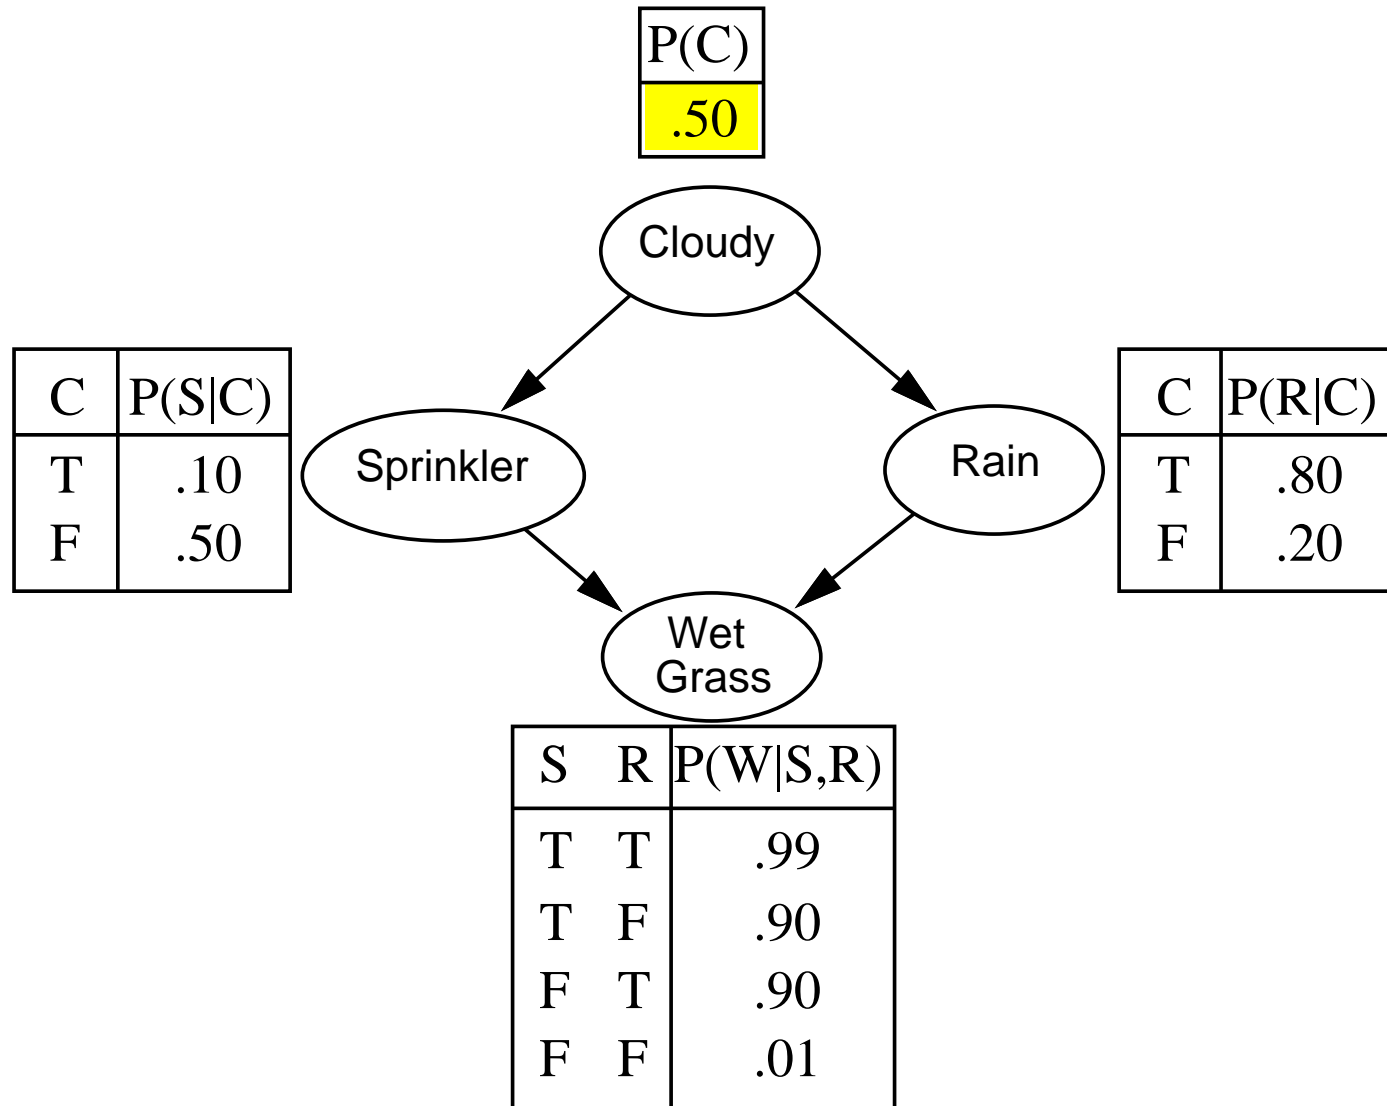 P(C)
.50
Cloudy
C P(S|C)
T .10
F .50
Sprinkler
Rain
C P(R|C)
T .80
F .20
Wet
Grass
S R P(W|S,R)
T T .99
T F .90
F T .90
F F .01